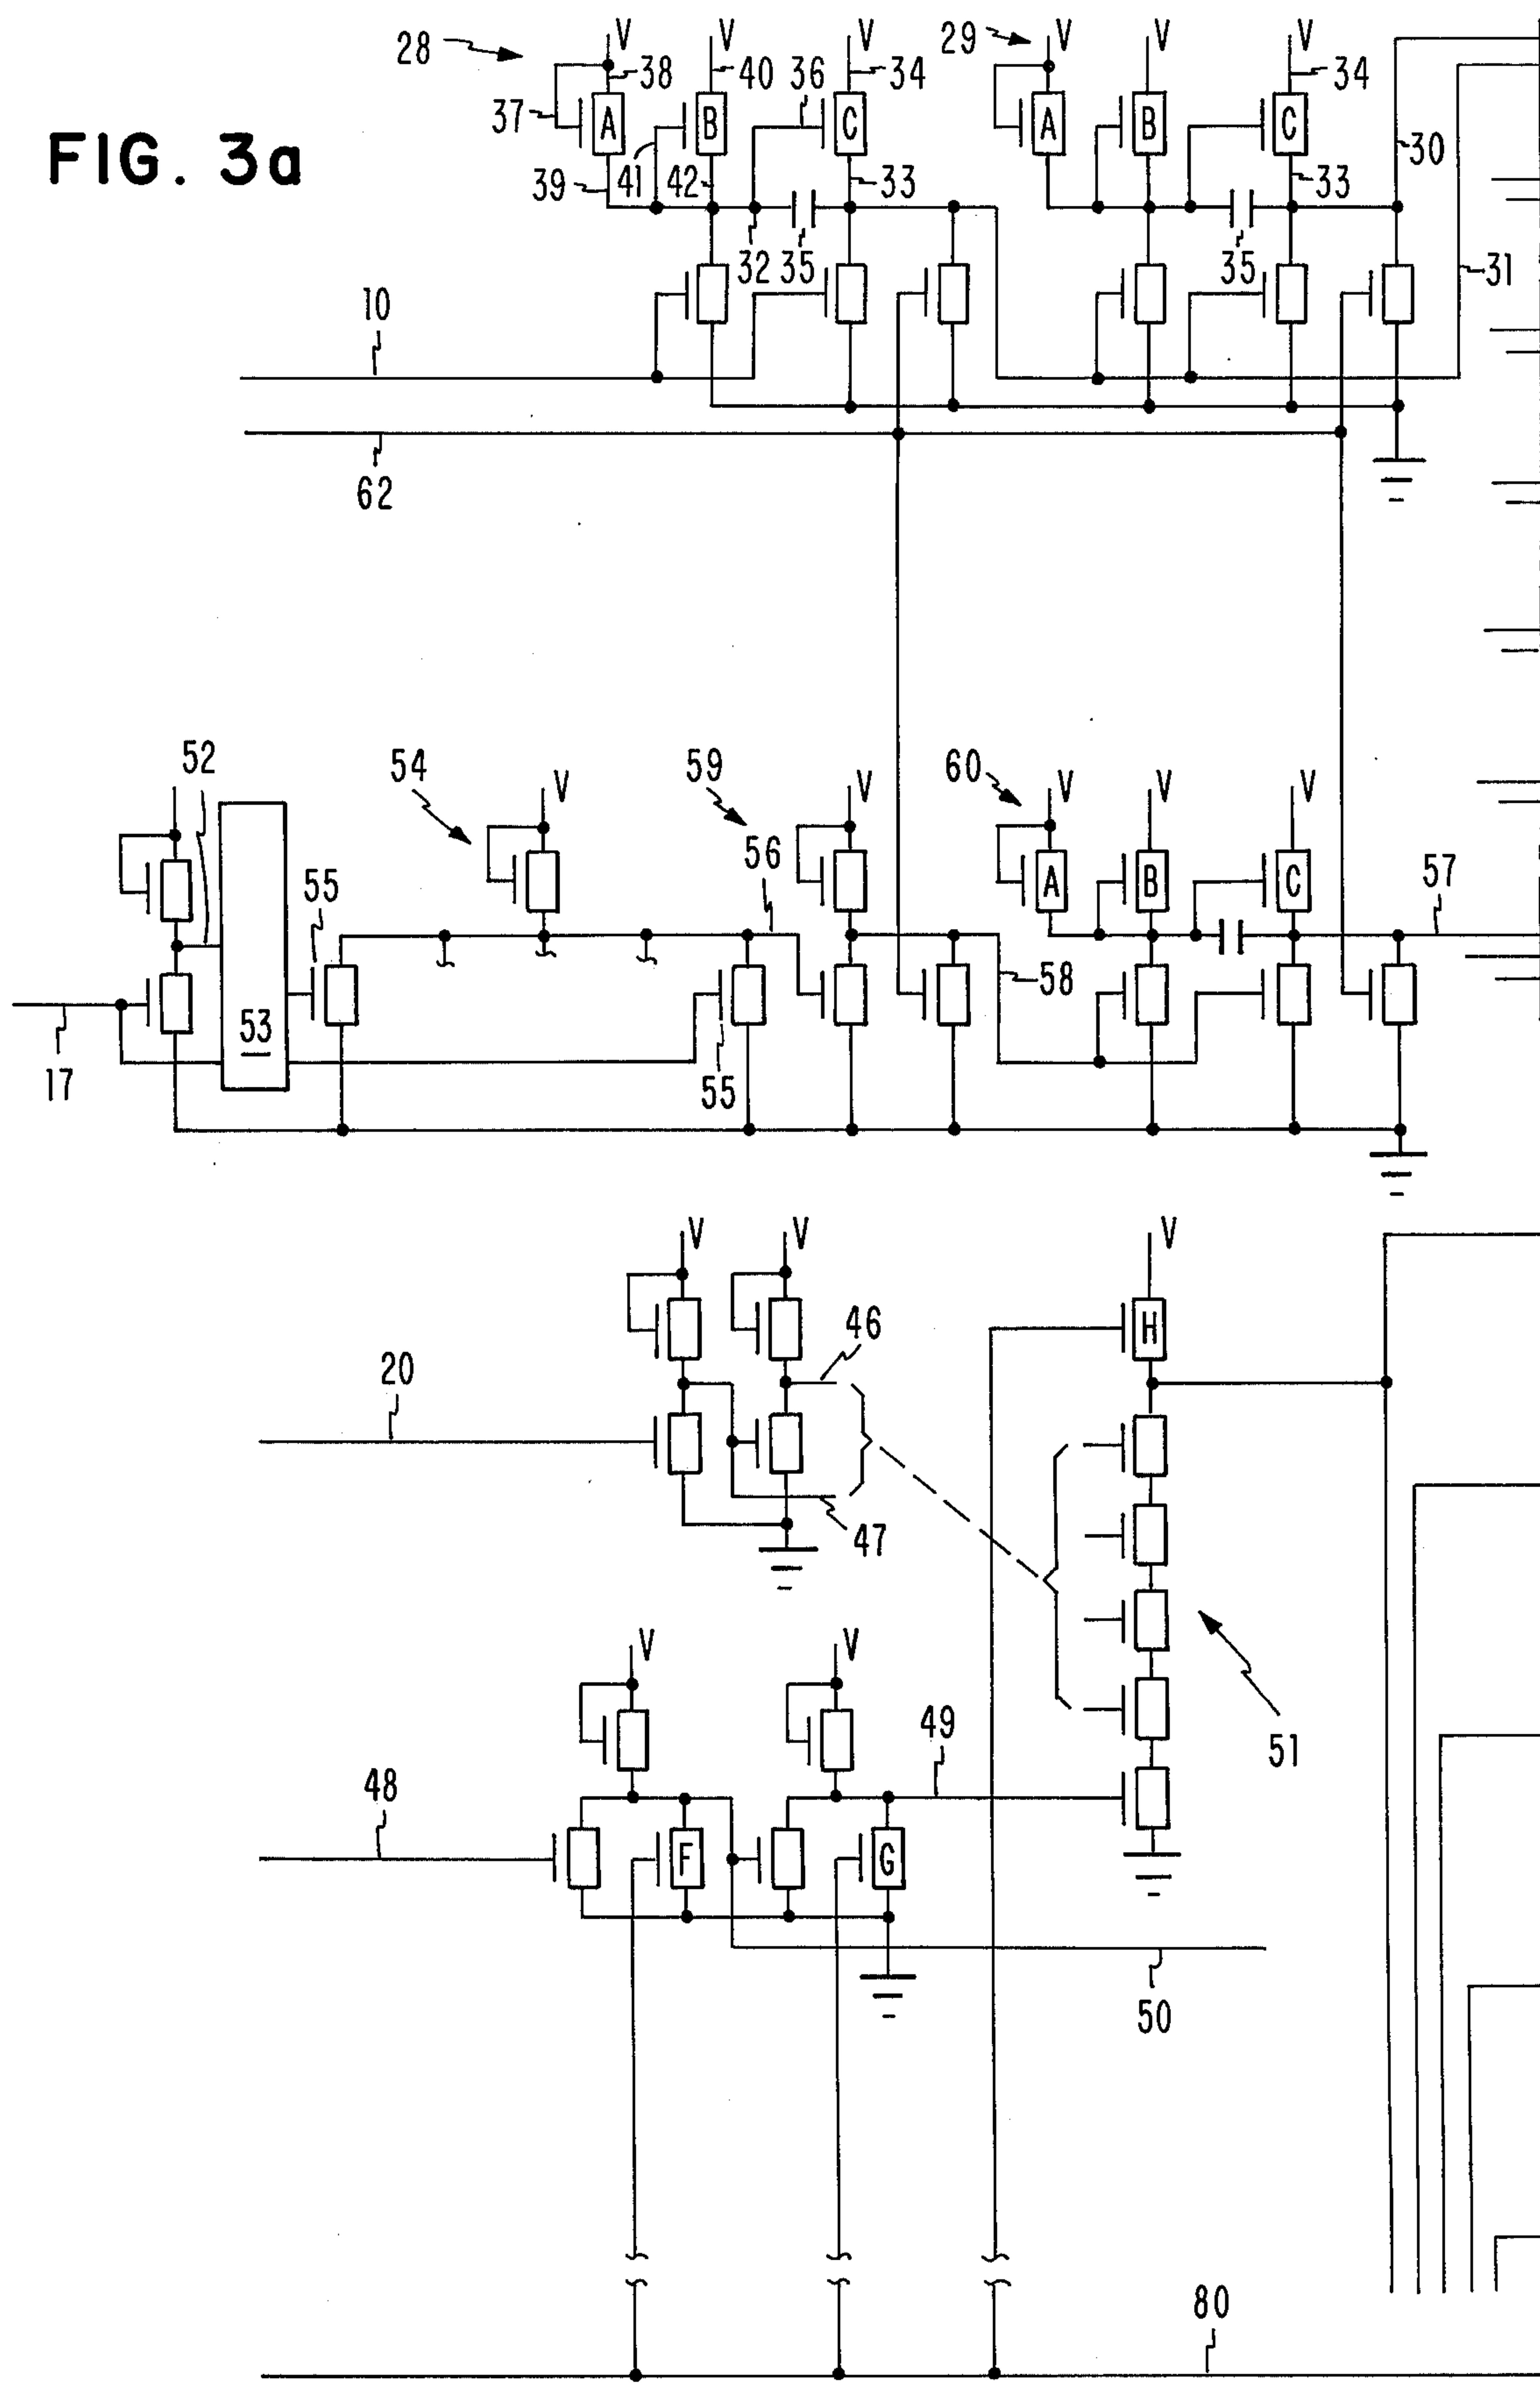 FIG. 3a
28 V V V 29 V V V
38 40 36 34 34
37 A B C A B C
30
39 41 42 33 33
32 35 35 31
10
62
52 54 V 59 V 60 V V V
56 A B C 57
55
58
53
17 55
V V V
46 H
20
47
V V
51
49
48
F G
50
80